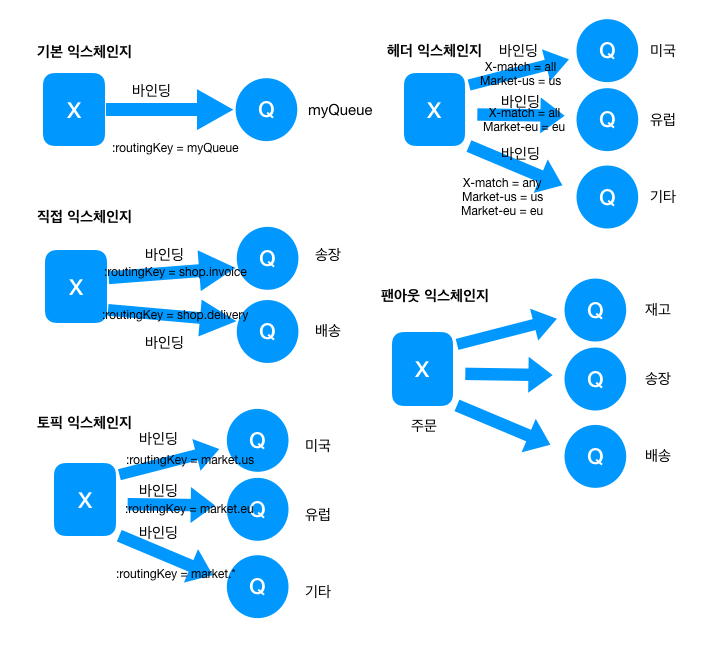 기본 익스체인지
X
바인딩
Q
myQueue
:routingKey = myQueue
직접 익스체인지
X
바인딩
:routingKey = shop.invoice
Q
송장
:routingKey = shop.delivery
바인딩
Q
배송
토픽 익스체인지
X
바인딩
:routingKey = market.us
Q
미국
바인딩
:routingKey = market.eu
Q
유럽
바인딩
:routingKey = market.*
Q
기타
헤더 익스체인지
X
바인딩
X-match = all
Market-us = us
Q
미국
바인딩
X-match = all
Market-eu = eu
Q
유럽
바인딩
X-match = any
Market-us = us
Market-eu = eu
Q
기타
팬아웃 익스체인지
X
주문
Q
재고
Q
송장
Q
배송